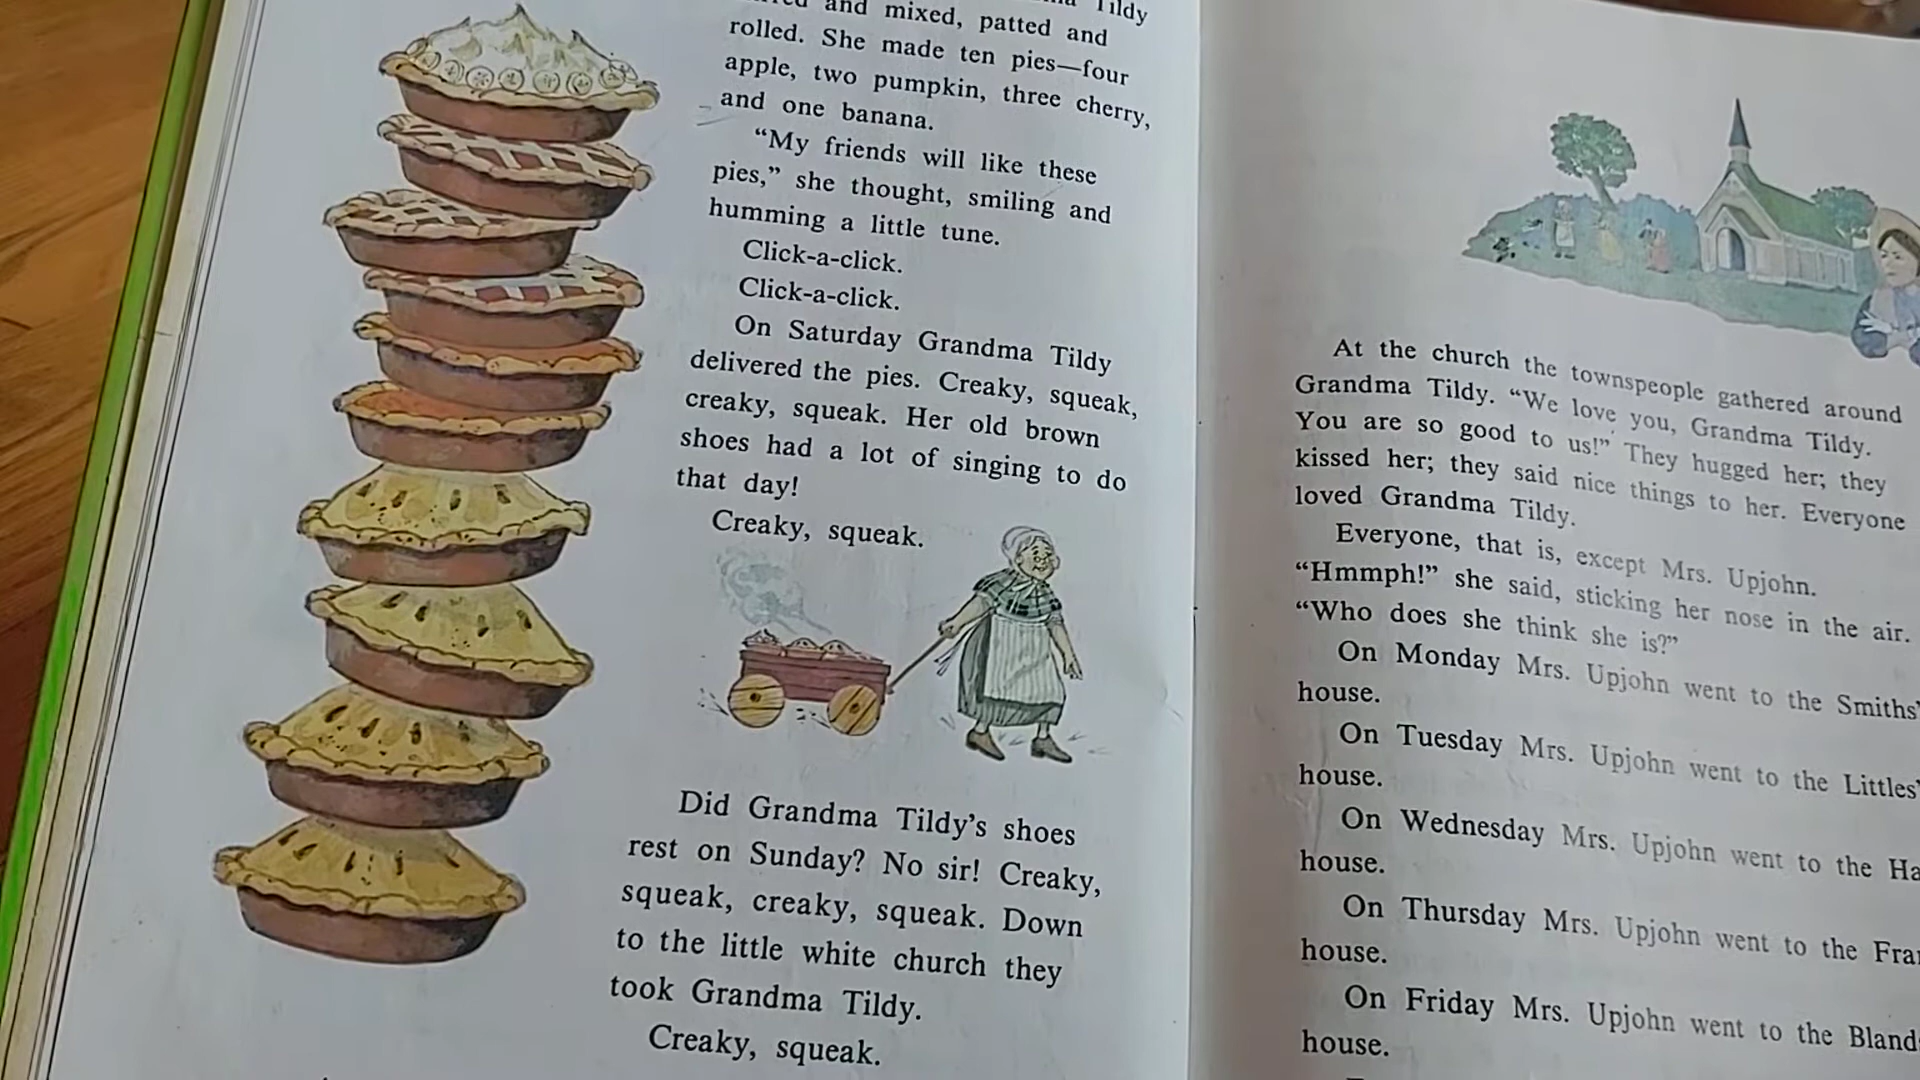 Tildy
and mixed, patted and
rolled. She made ten pies—four
apple, two pumpkin, three cherry,
and one banana.
“My friends will like these
pies,” she thought, smiling and
humming a little tune.
Click-a-click.
Click-a-click.
On Saturday Grandma Tildy
delivered the pies. Creaky, squeak,
creaky, squeak. Her old brown
shoes had a lot of singing to do
that day!
Creaky, squeak.
Did Grandma Tildy’s shoes
rest on Sunday? No sir! Creaky,
squeak, creaky, squeak. Down
to the little white church they
took Grandma Tildy.
Creaky, squeak.
At the church the townspeople gathered around
Grandma Tildy. “We love you, Grandma Tildy.
You are so good to us!” They hugged her; they
kissed her; they said nice things to her. Everyone
loved Grandma Tildy.
Everyone, that is, except Mrs. Upjohn.
“Hmmph!” she said, sticking her nose in the air.
“Who does she think she is?”
On Monday Mrs. Upjohn went to the Smiths’
house.
On Tuesday Mrs. Upjohn went to the Littles’
house.
On Wednesday Mrs. Upjohn went to the
house.
On Thursday Mrs. Upjohn went to the
house.
On Friday Mrs. Upjohn went to the
house.